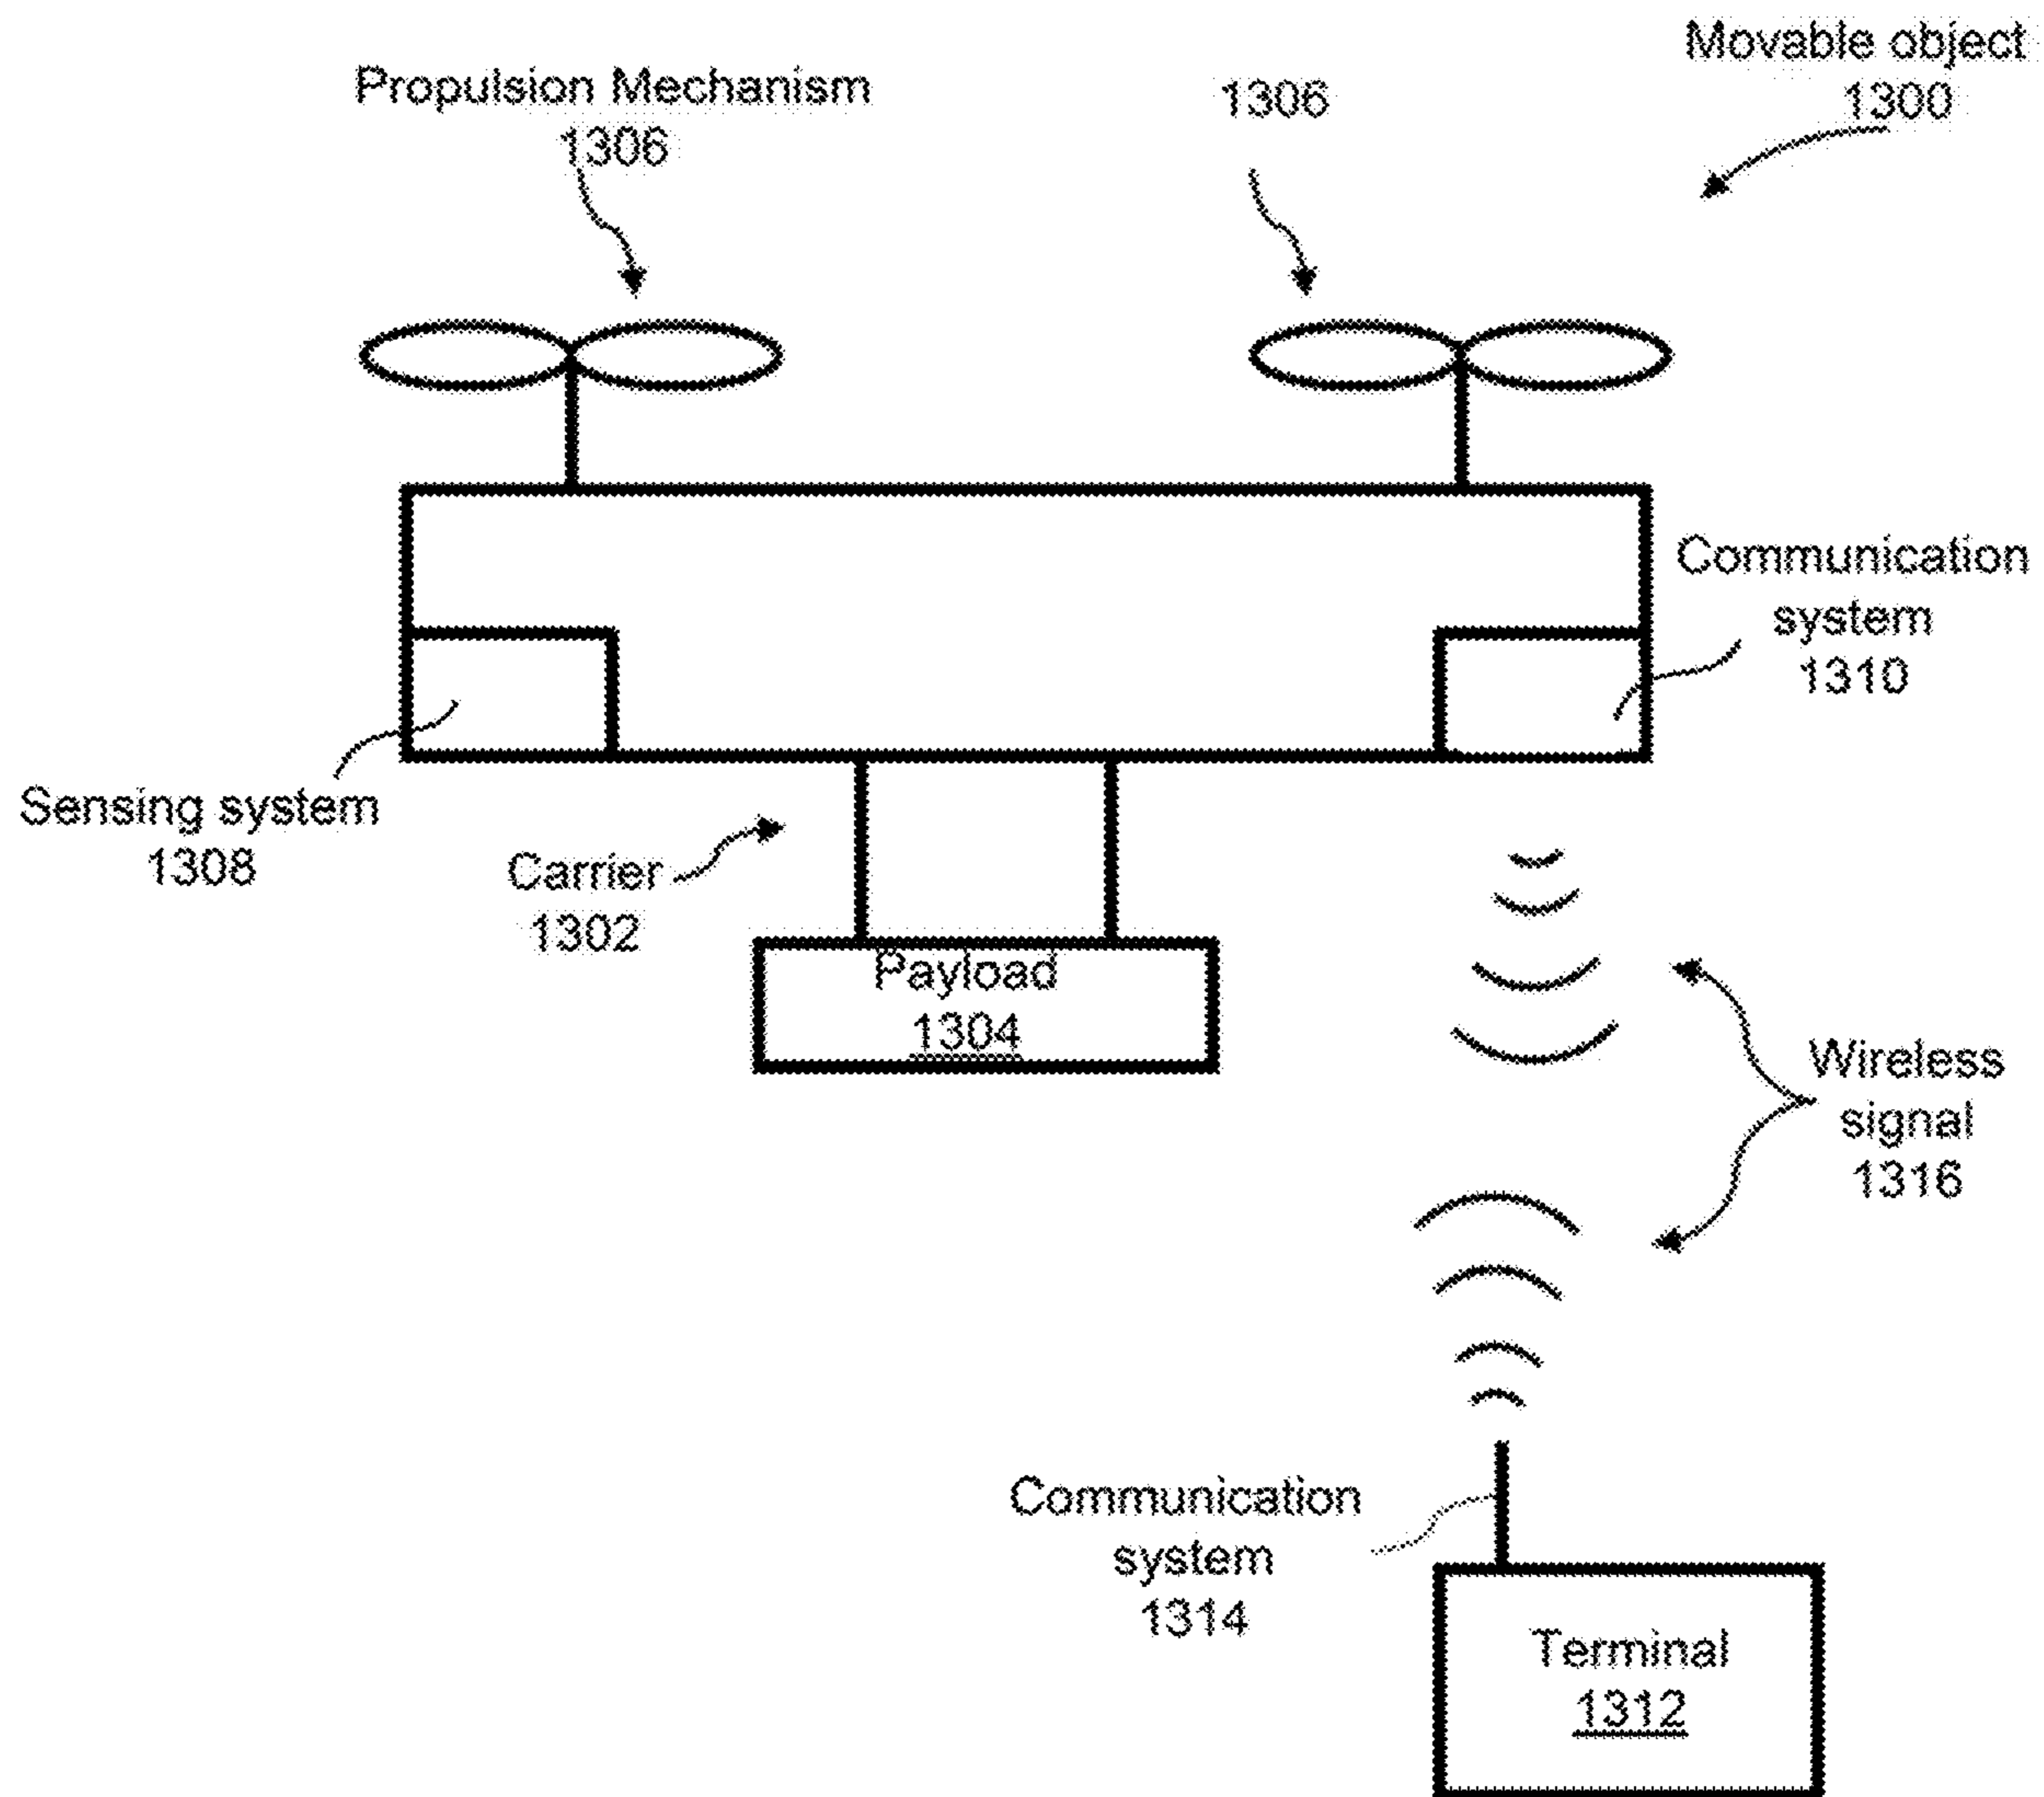 Movable object
1300
Propulsion Mechanism
1306
1306
Communication
system
1310
Sensing system
1308
Carrier
1302
Payload
1304
Wireless
signal
1316
Communication
system
1314
Terminal
1312